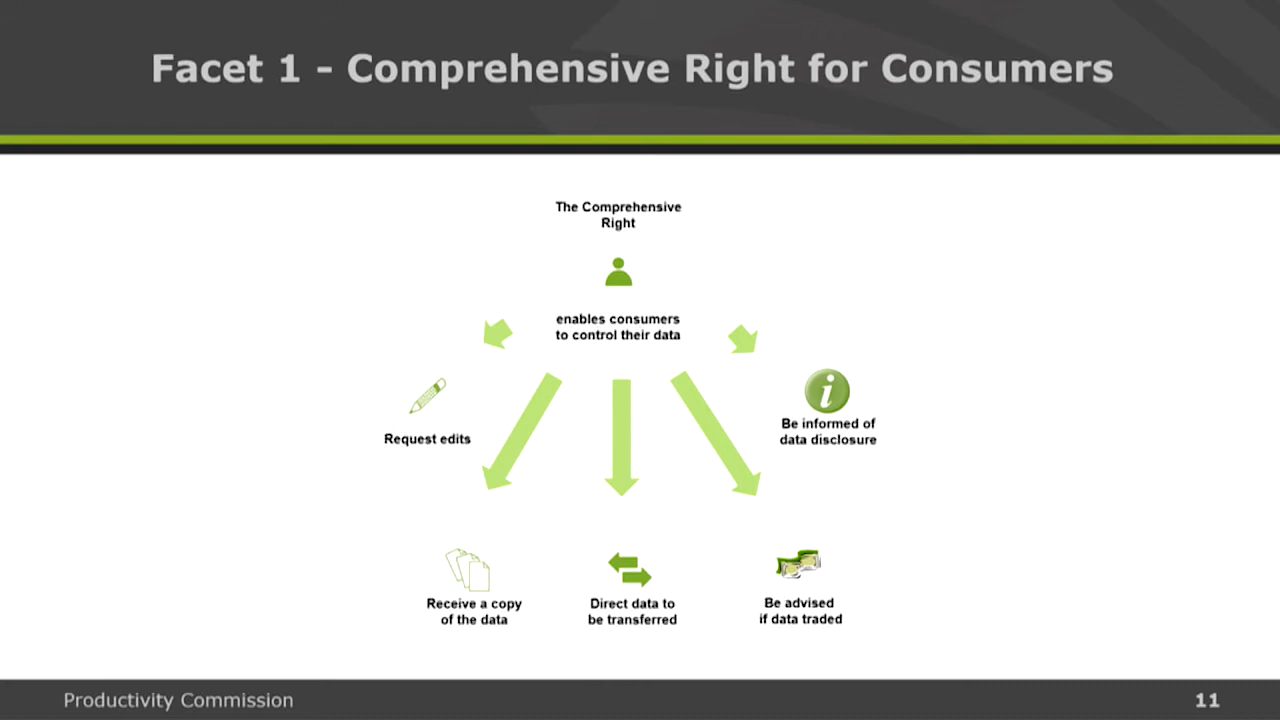 Facet 1 - Comprehensive Right for Consumers
The Comprehensive
Right
enables consumers
to control their data
Request edits
Be informed of
data disclosure
Receive a copy
of the data
Direct data to
be transferred
Be advised
if data traded
Productivity Commission
11